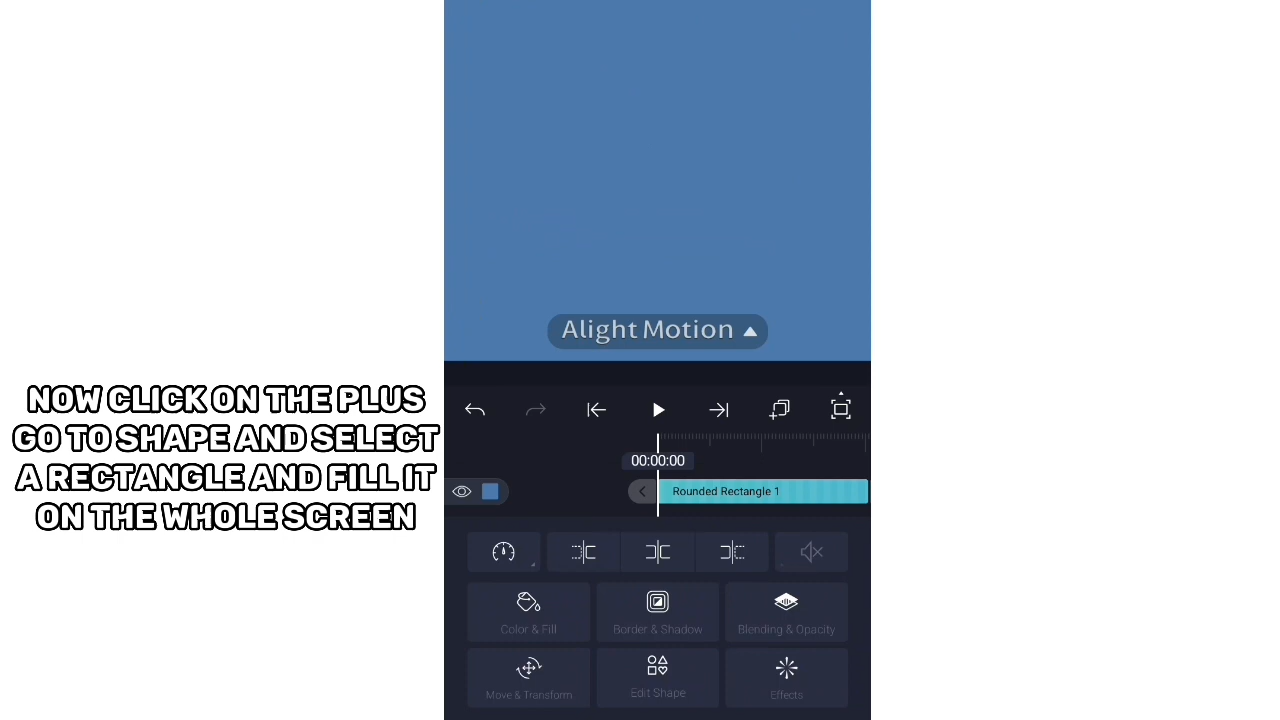 Alight Motion
NOW CLICK ON THE PLUS
GO TO SHAPE AND SELECT
A RECTANGLE AND FILL IT
ON THE WHOLE SCREEN
00:00:00
Rounded Rectangle 1
Color & Fill
Border & Shadow
Blending & Opacity
Move & Transform
Edit Shape
Effects